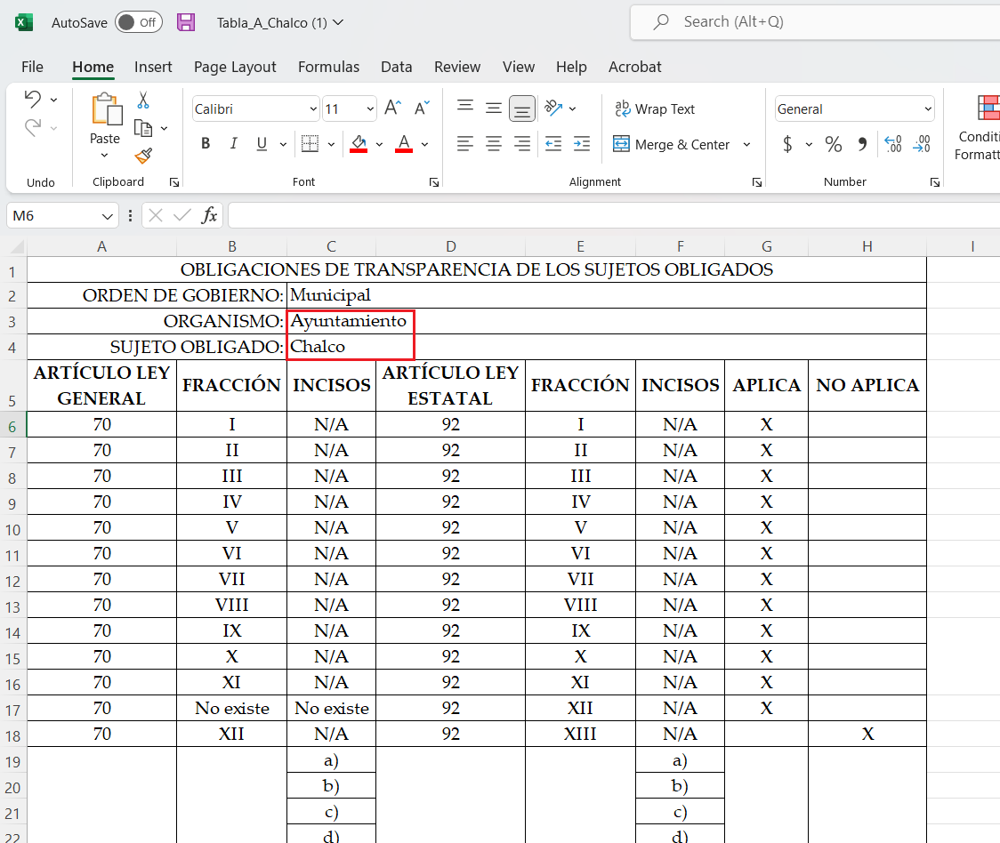 AutoSave Off Tabla_A_Chalco (1) Search (Alt+Q)
File Home Insert Page Layout Formulas Data Review View Help Acrobat
Calibri 11 Wrap Text General
Paste B I U A Merge & Center $ % Conditi
Formatt
Undo Clipboard Font Alignment Number
M6 fx
A B C D E F G H I
1 OBLIGACIONES DE TRANSPARENCIA DE LOS SUJETOS OBLIGADOS
2 ORDEN DE GOBIERNO: Municipal
3 ORGANISMO: Ayuntamiento
4 SUJETO OBLIGADO: Chalco
5 ARTÍCULO LEY GENERAL FRACCIÓN INCISOS ARTÍCULO LEY ESTATAL FRACCIÓN INCISOS APLICA NO APLICA
6 70 I N/A 92 I N/A X
7 70 II N/A 92 II N/A X
8 70 III N/A 92 III N/A X
9 70 IV N/A 92 IV N/A X
10 70 V N/A 92 V N/A X
11 70 VI N/A 92 VI N/A X
12 70 VII N/A 92 VII N/A X
13 70 VIII N/A 92 VIII N/A X
14 70 IX N/A 92 IX N/A X
15 70 X N/A 92 X N/A X
16 70 XI N/A 92 XI N/A X
17 70 No existe No existe 92 XII N/A X
18 70 XII N/A 92 XIII N/A X
19 a) a)
20 b) b)
21 c) c)
22 d) d)